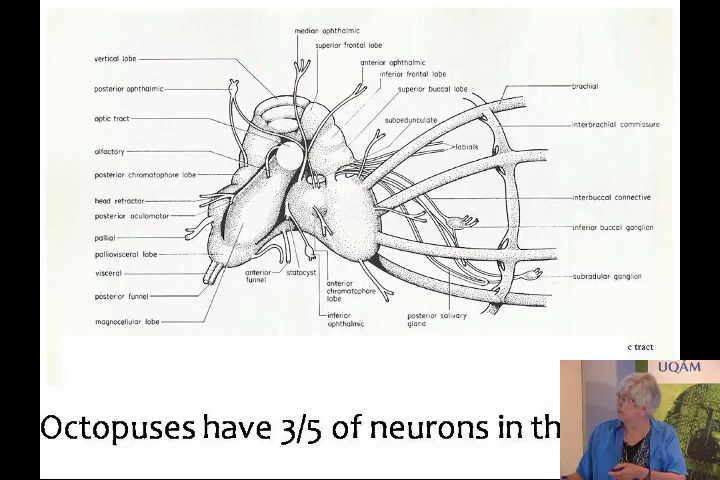 median ophthalmic
superior frontal lobe
vertical lobe
anterior ophthalmic
inferior frontal lobe
posterior ophthalmic
superior buccal lobe
brachial
optic tract
subpedunculate
interbrachial commissure
olfactory
labials
posterior chromatophore lobe
head retractor
interbuccal connective
posterior oculomotor
inferior buccal ganglion
pallial
palliovisceral lobe
visceral
anterior
funnel
statocyst
subradular ganglion
posterior funnel
anterior
chromatophore
lobe
magnocellular lobe
inferior
ophthalmic
posterior salivary
gland
c tract
UQÀM
Octopuses have 3/5 of neurons in th